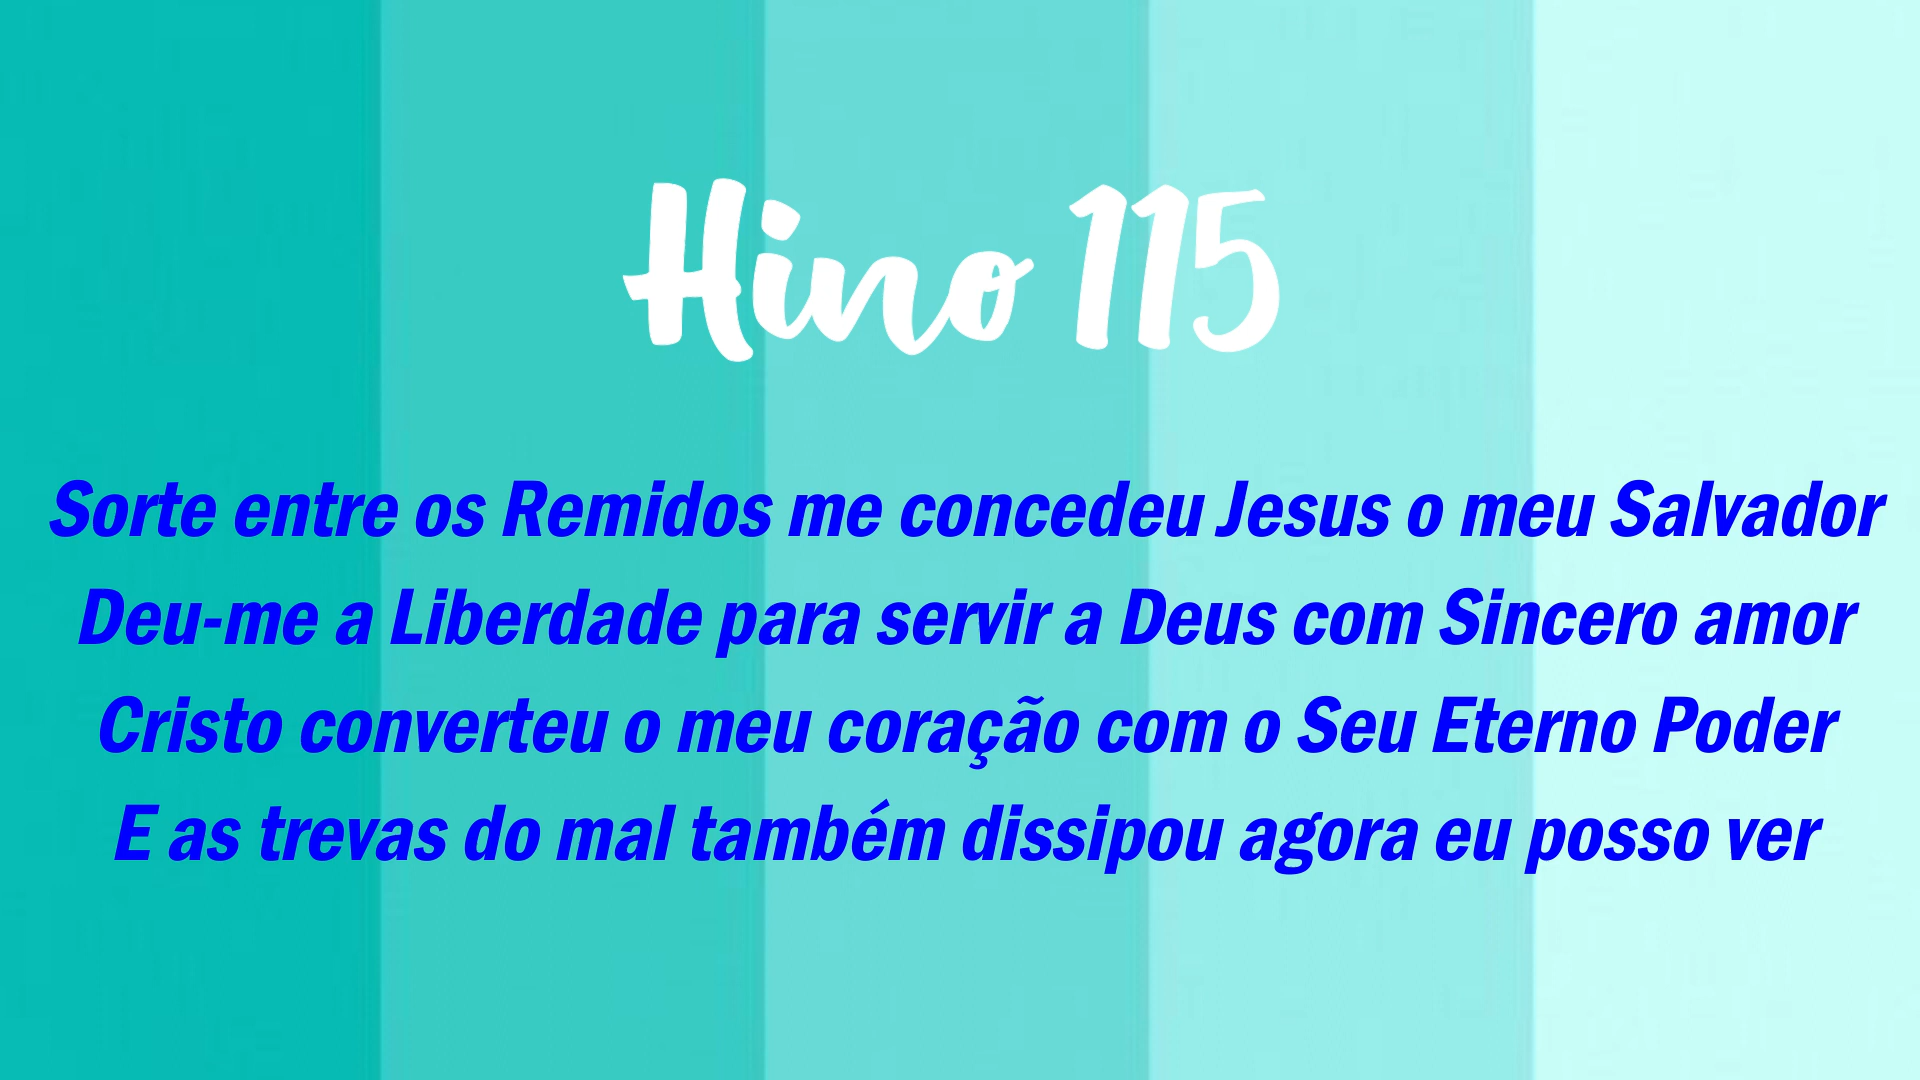 Hino 115
Sorte entre os Remidos me concedeu Jesus o meu Salvador
Deu-me a Liberdade para servir a Deus com Sincero amor
Cristo converteu o meu coração com o Seu Eterno Poder
E as trevas do mal também dissipou agora eu posso ver